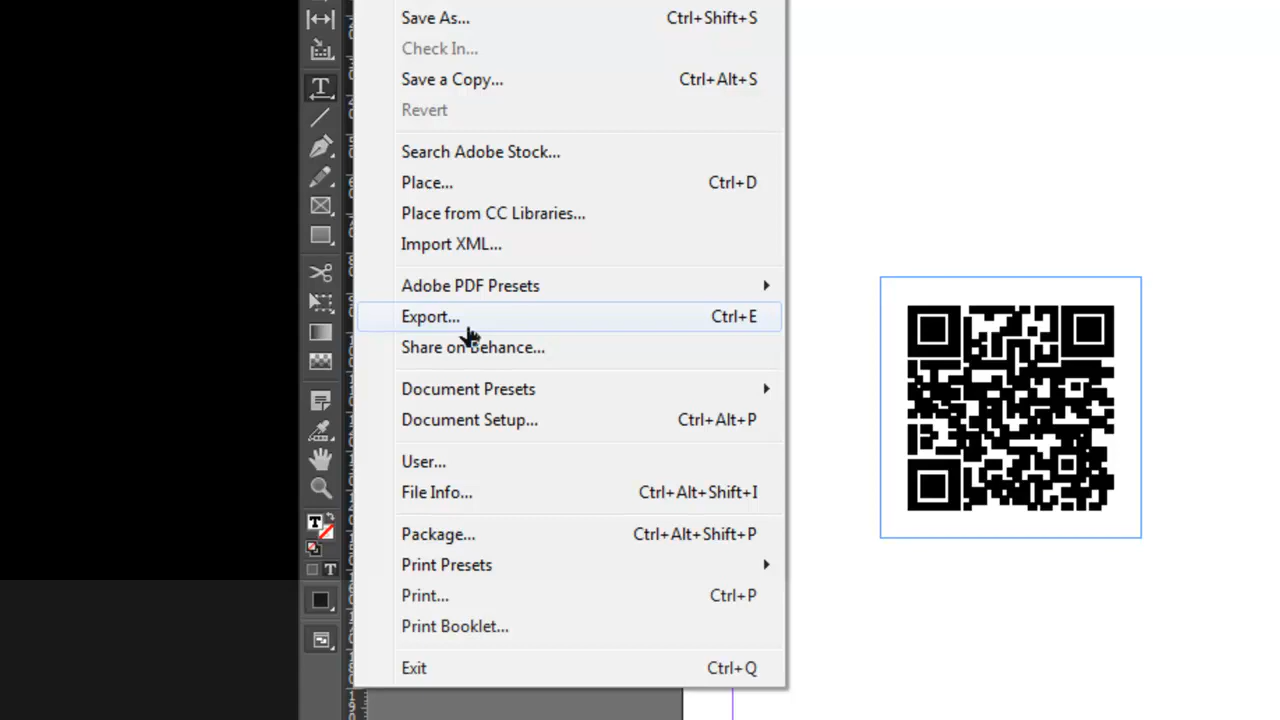 Save As... Ctrl+Shift+S
Check In...
Save a Copy... Ctrl+Alt+S
Revert
Search Adobe Stock...
Place... Ctrl+D
Place from CC Libraries...
Import XML...
Adobe PDF Presets
Export... Ctrl+E
Share on Behance...
Document Presets
Document Setup... Ctrl+Alt+P
User...
File Info... Ctrl+Alt+Shift+I
Package... Ctrl+Alt+Shift+P
Print Presets
Print... Ctrl+P
Print Booklet...
Exit Ctrl+Q